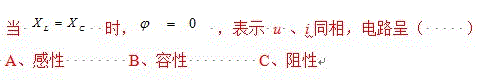 当 X_L = X_C 时，φ = 0 ，表示 u 、i 同相，电路呈（ ）
A、感性 B、容性 C、阻性